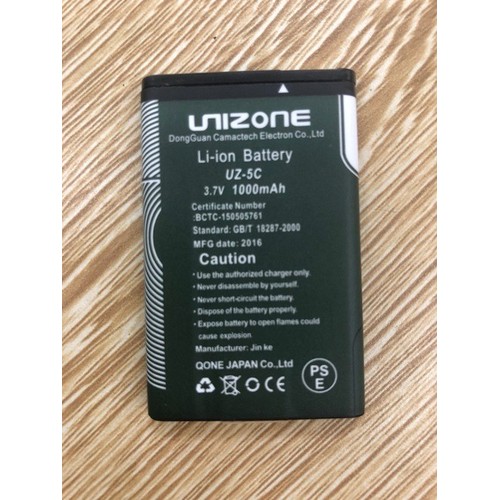 UNIZONE
DongGuan Camactech Electron Co.,Ltd
Li-ion Battery
UZ-5C
3.7V 1000mAh
Certificate Number
:BCTC-150505761
Standard: GB/T 18287-2000
MFG date: 2016
Caution
• Use the authorized charger only.
• Never disassemble by yourself.
• Never short-circuit the battery.
• Dispose of the battery properly.
• Expose battery to open flames could
cause explosion.
Manufacturer: Jin ke
QONE JAPAN Co.,Ltd
CE
PS
E